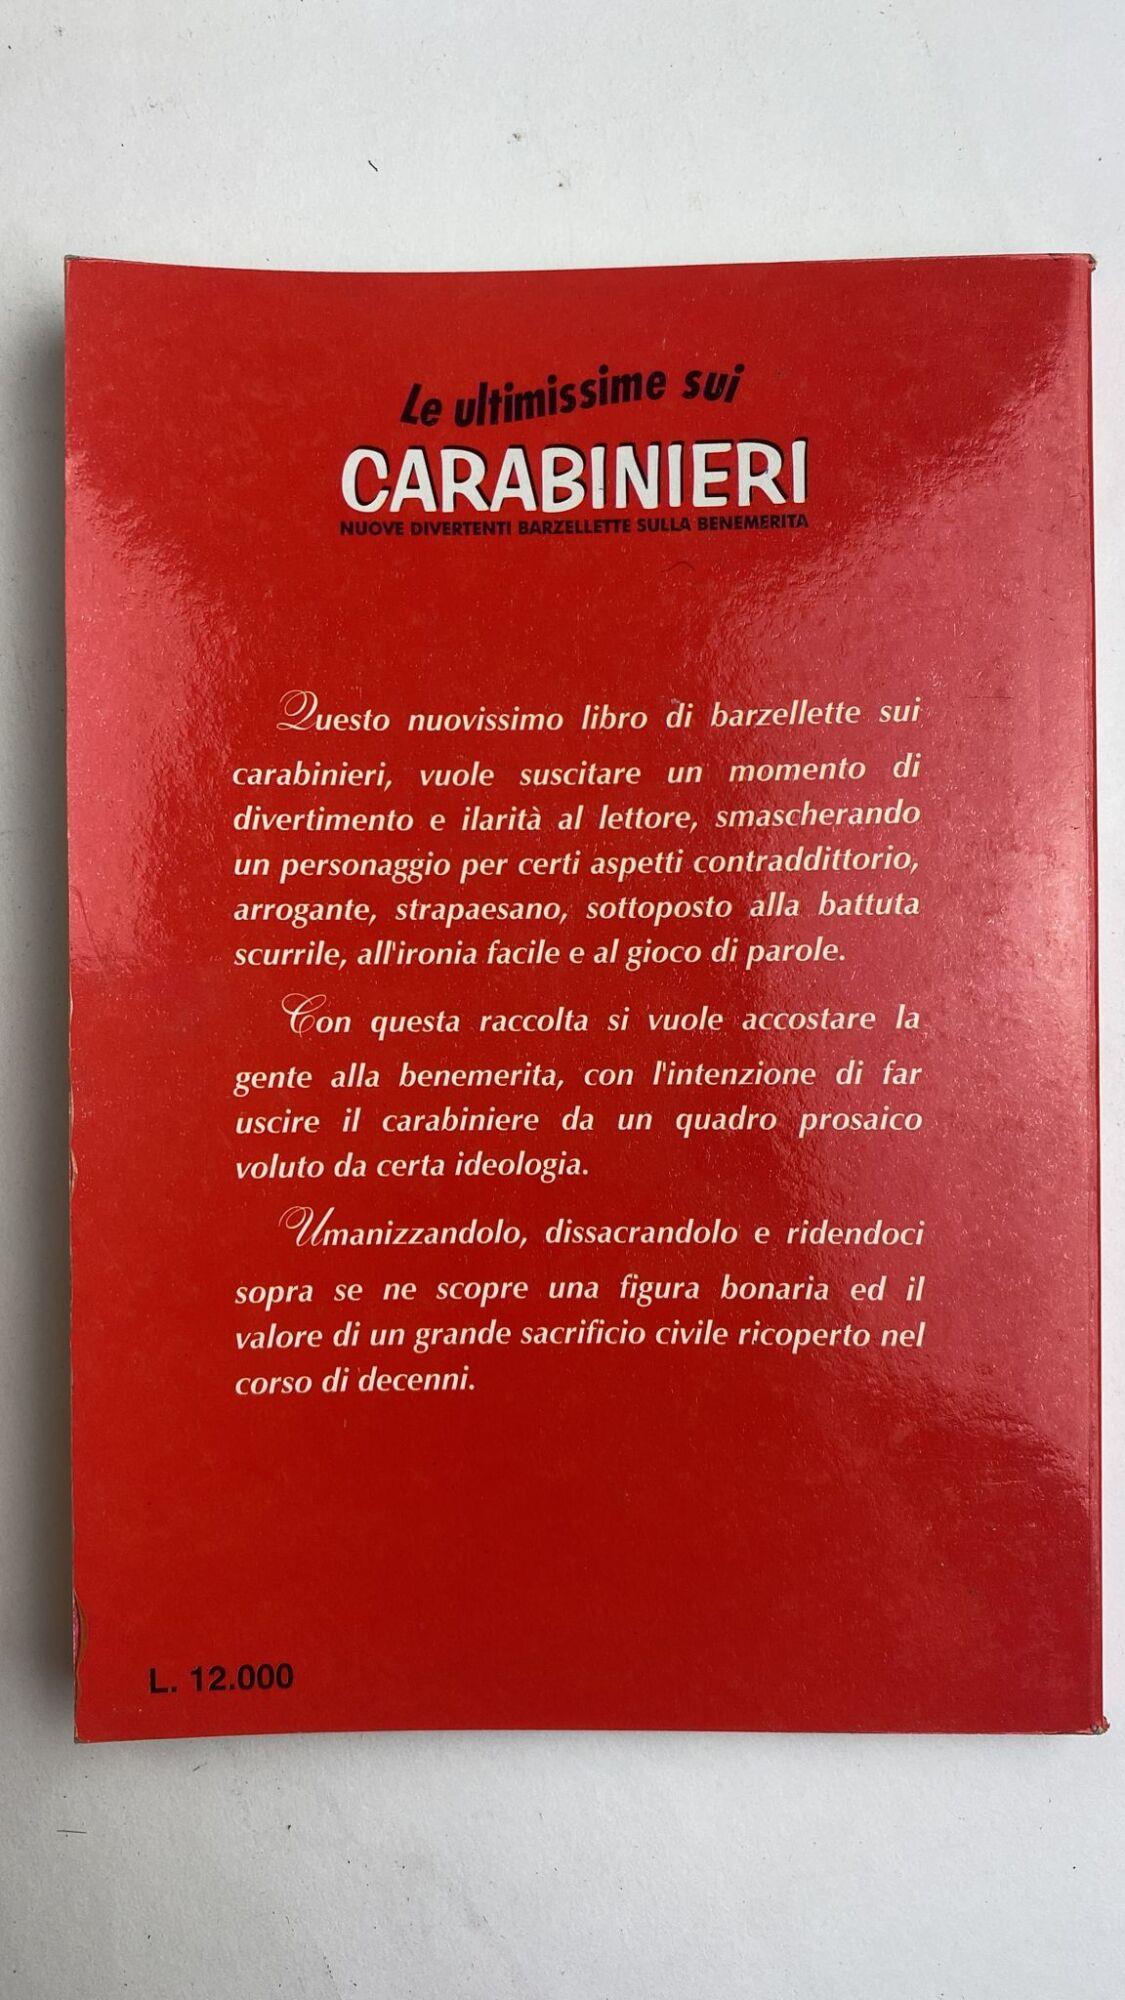 Le ultimissime sui
CARABINIERI
NUOVE DIVERTENTI BARZELLETTE SULLA BENEMERITA
Questo nuovissimo libro di barzellette sui
carabinieri, vuole suscitare un momento di
divertimento e ilarità al lettore, smascherando
un personaggio per certi aspetti contraddittorio,
arrogante, strapaesano, sottoposto alla battuta
scurrile, all'ironia facile e al gioco di parole.
Con questa raccolta si vuole accostare la
gente alla benemerita, con l'intenzione di far
uscire il carabiniere da un quadro prosaico
voluto da certa ideologia.
Umanizzandolo, dissacrandolo e ridendoci
sopra se ne scopre una figura bonaria ed il
valore di un grande sacrificio civile ricoperto nel
corso di decenni.
L. 12.000